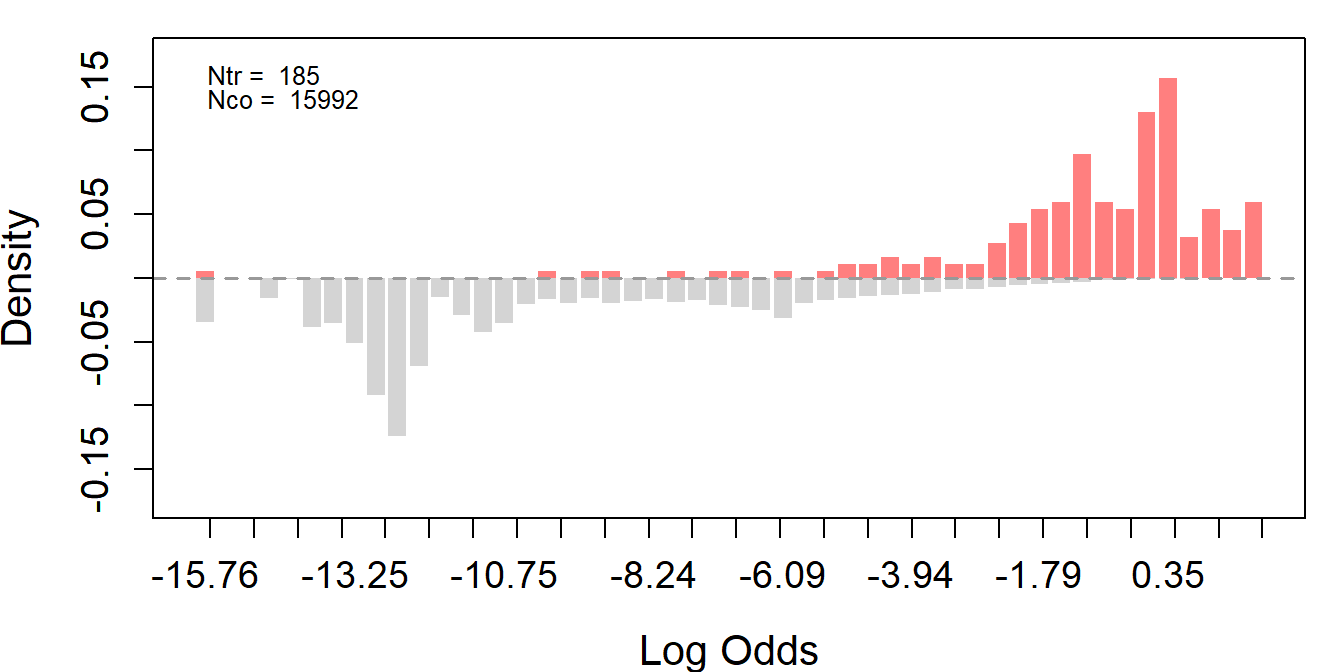 Ntr = 185
Nco = 15992
Density
0.15
0.05
-0.05
-0.15
-15.76 -13.25 -10.75 -8.24 -6.09 -3.94 -1.79 0.35
Log Odds